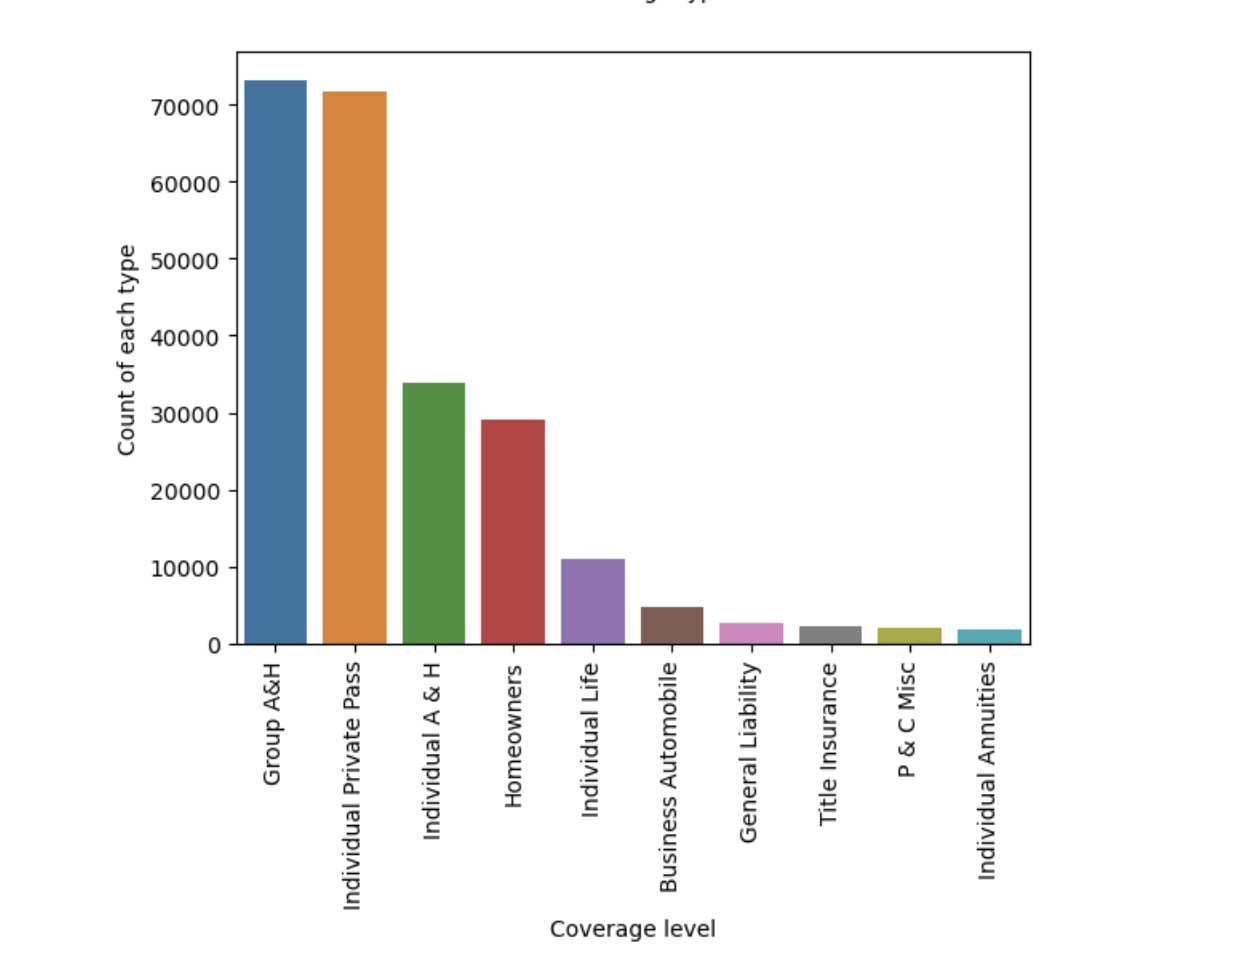 70000
60000
50000
40000
30000
20000
10000
0
Count of each type
Group A&H
Individual Private Pass
Individual A & H
Homeowners
Individual Life
Business Automobile
General Liability
Title Insurance
P & C Misc
Individual Annuities
Coverage level